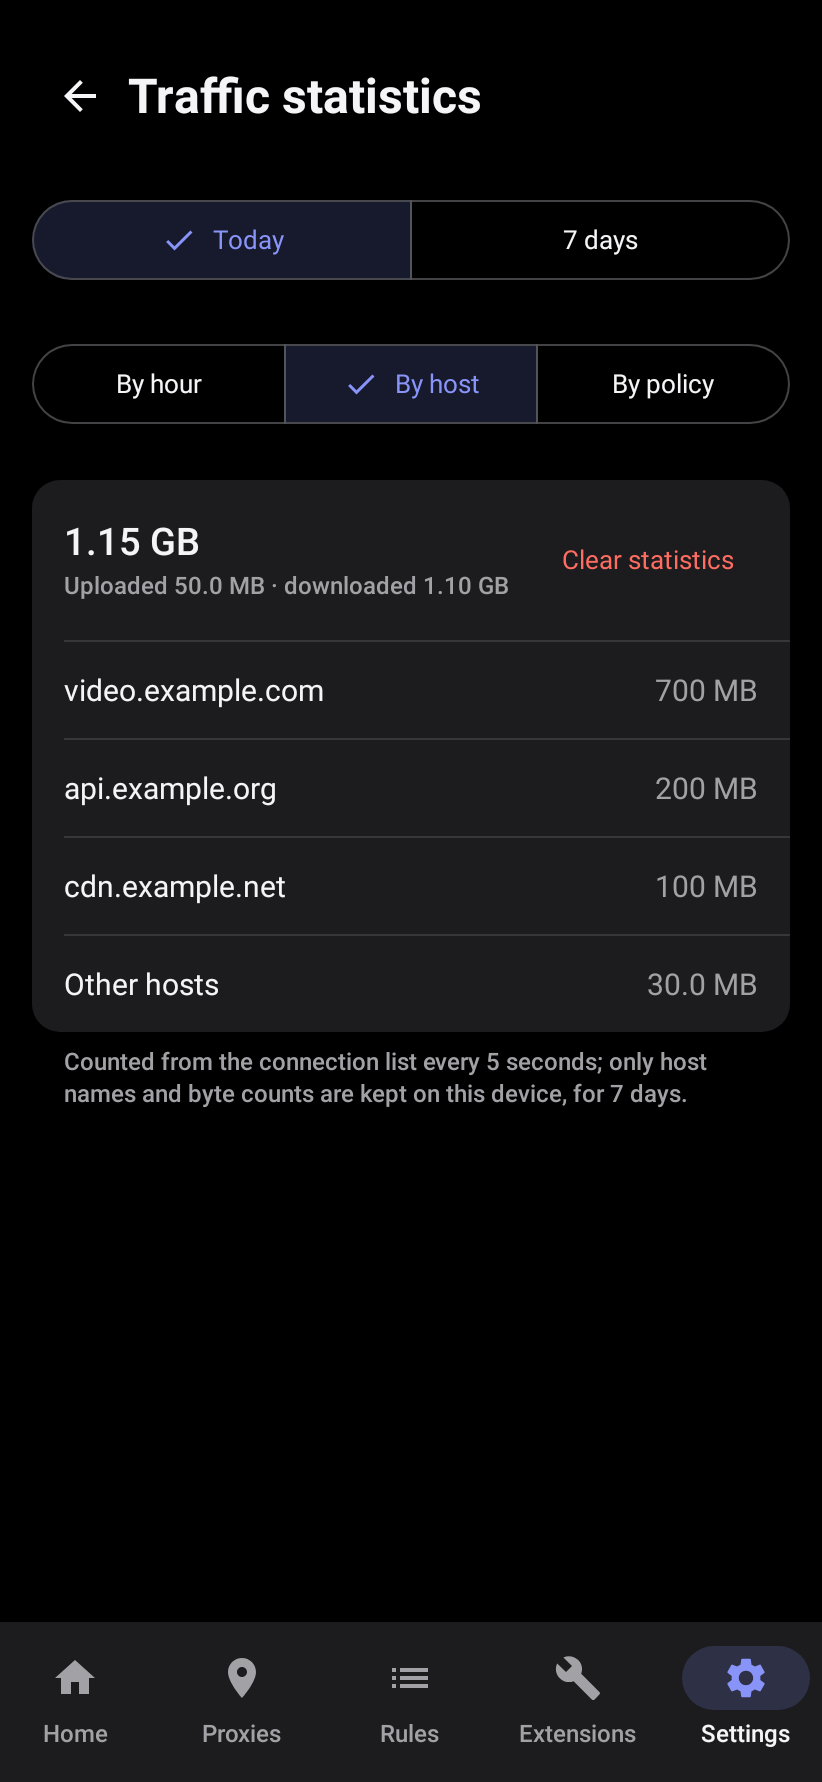 Traffic statistics
Today
7 days
By hour
By host
By policy
1.15 GB
Uploaded 50.0 MB · downloaded 1.10 GB
Clear statistics
video.example.com
700 MB
api.example.org
200 MB
cdn.example.net
100 MB
Other hosts
30.0 MB
Counted from the connection list every 5 seconds; only host
names and byte counts are kept on this device, for 7 days.
Home
Proxies
Rules
Extensions
Settings